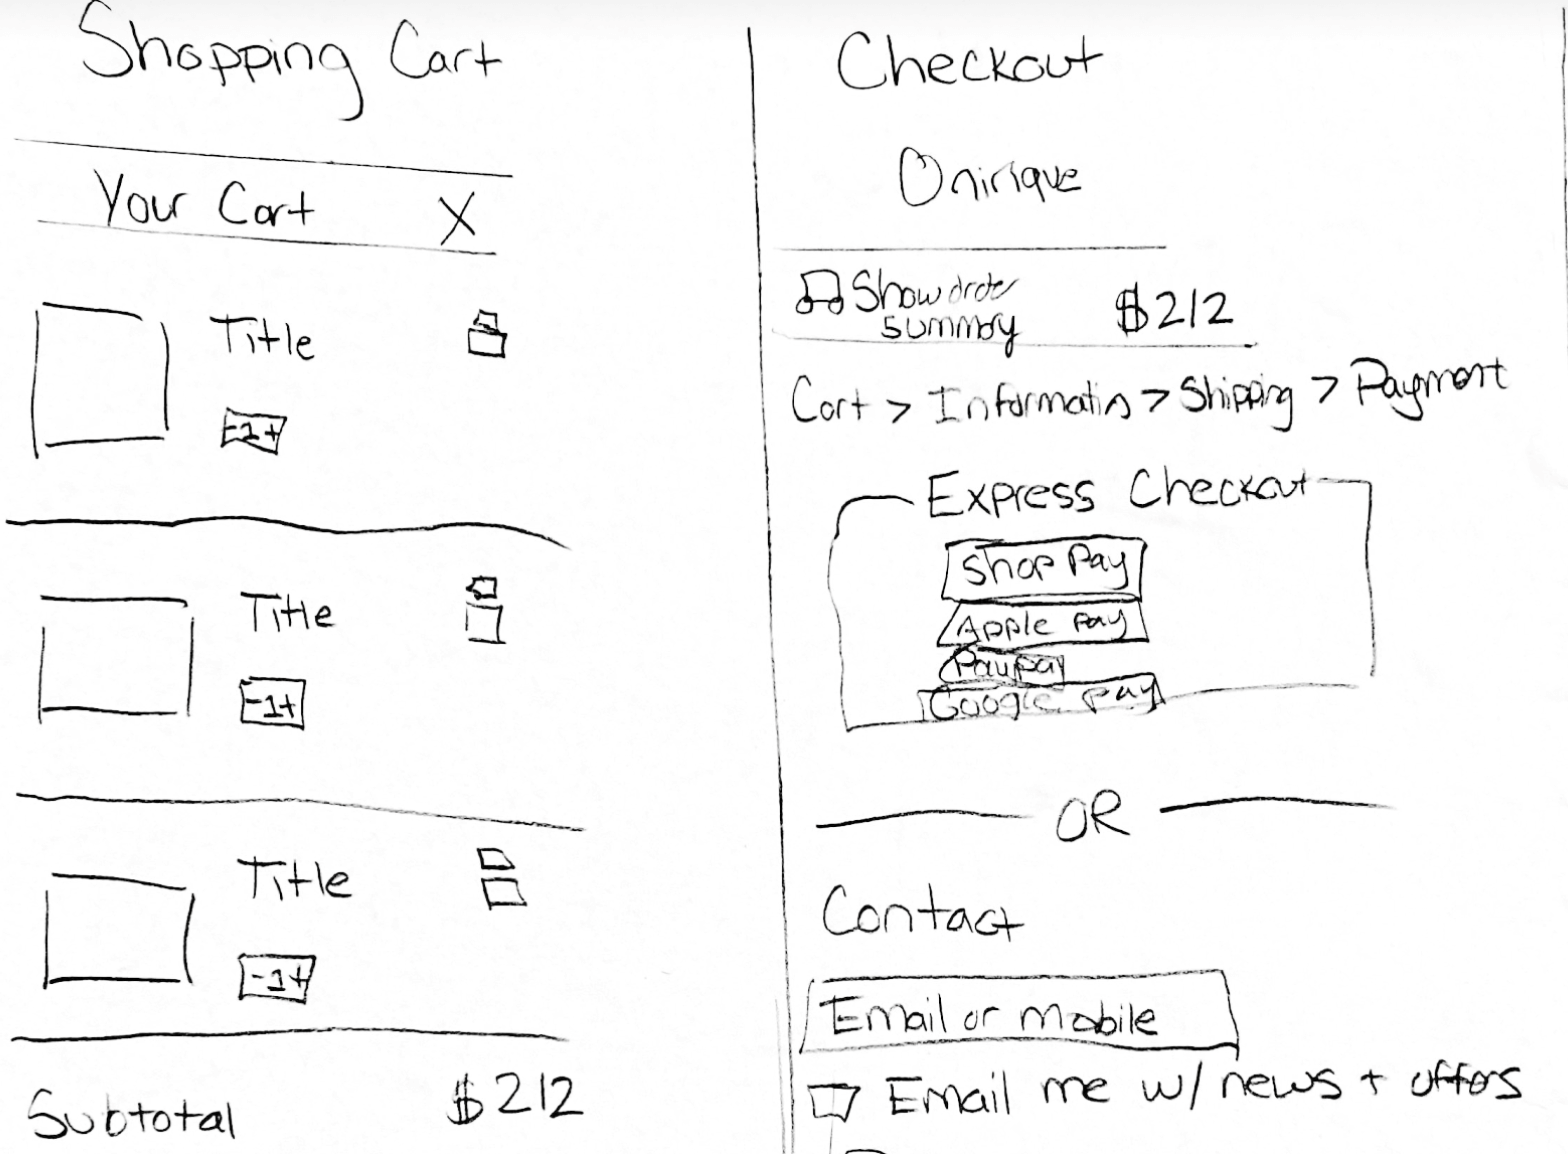 Shopping Cart
Your Cart X
Title
-1+
Title
-1+
Title
-1+
Subtotal $212
Checkout
Onirique
Show order
summary $212
Cart > Information > Shipping > Payment
Express Checkout
Shop Pay
Apple Pay
Paypal
Google pay
OR
Contact
Email or mobile
Email me w/ news + offers